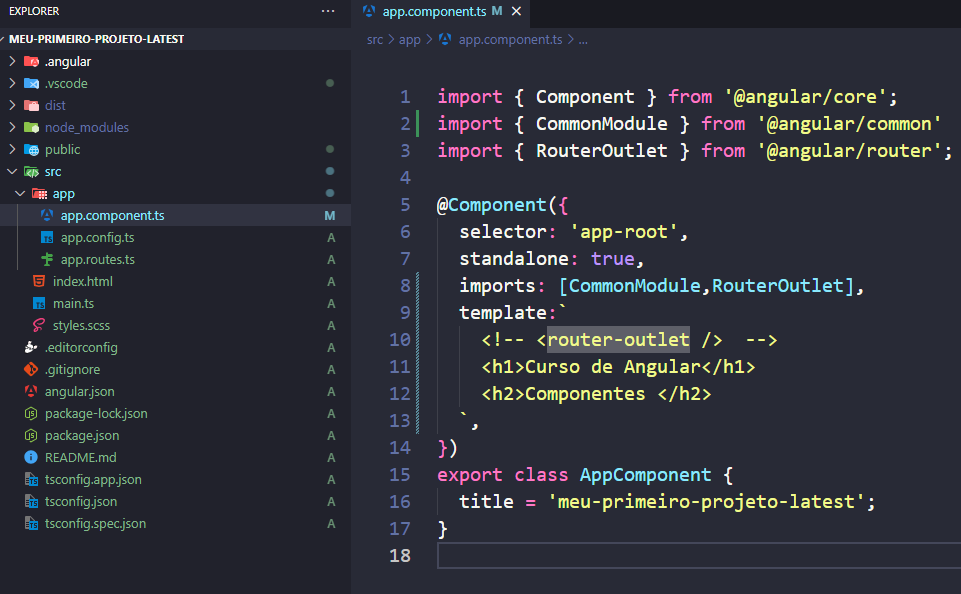 EXPLORER
MEU-PRIMEIRO-PROJETO-LATEST
.angular
.vscode
dist
node_modules
public
src
app
app.component.ts M
app.config.ts A
app.routes.ts A
index.html A
main.ts A
styles.scss A
.editorconfig A
.gitignore A
angular.json A
package-lock.json A
package.json A
README.md A
tsconfig.app.json A
tsconfig.json A
tsconfig.spec.json A
app.component.ts M ×
src > app > app.component.ts > ...
1 import { Component } from '@angular/core';
2 import { CommonModule } from '@angular/common'
3 import { RouterOutlet } from '@angular/router';
4
5 @Component({
6 selector: 'app-root',
7 standalone: true,
8 imports: [CommonModule,RouterOutlet],
9 template:`
10 <!-- <router-outlet />  -->
11 <h1>Curso de Angular</h1>
12 <h2>Componentes </h2>
13 `,
14 })
15 export class AppComponent {
16 title = 'meu-primeiro-projeto-latest';
17 }
18